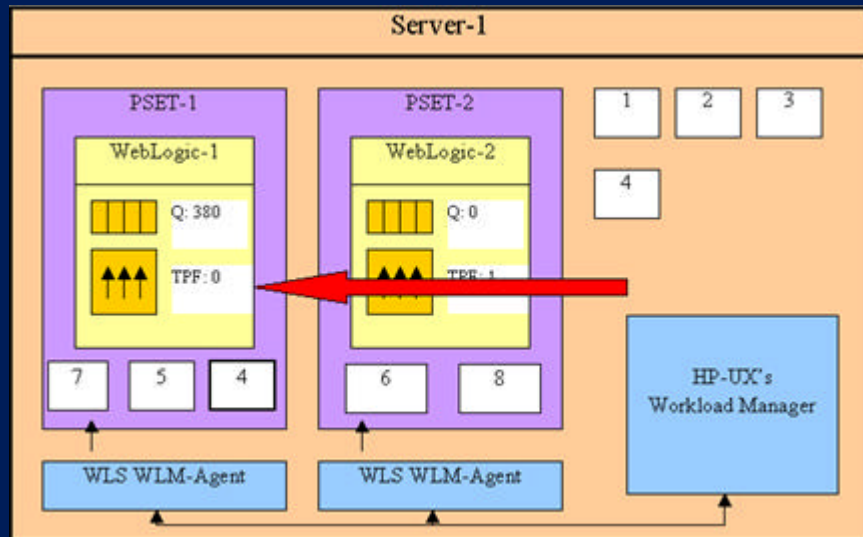 Server-1
PSET-1
WebLogic-1
Q: 380
TPF: 0
7
5
4
WLS WLM-Agent
PSET-2
WebLogic-2
Q: 0
TPF: 1
6
8
WLS WLM-Agent
1
2
3
4
HP-UX's
Workload Manager